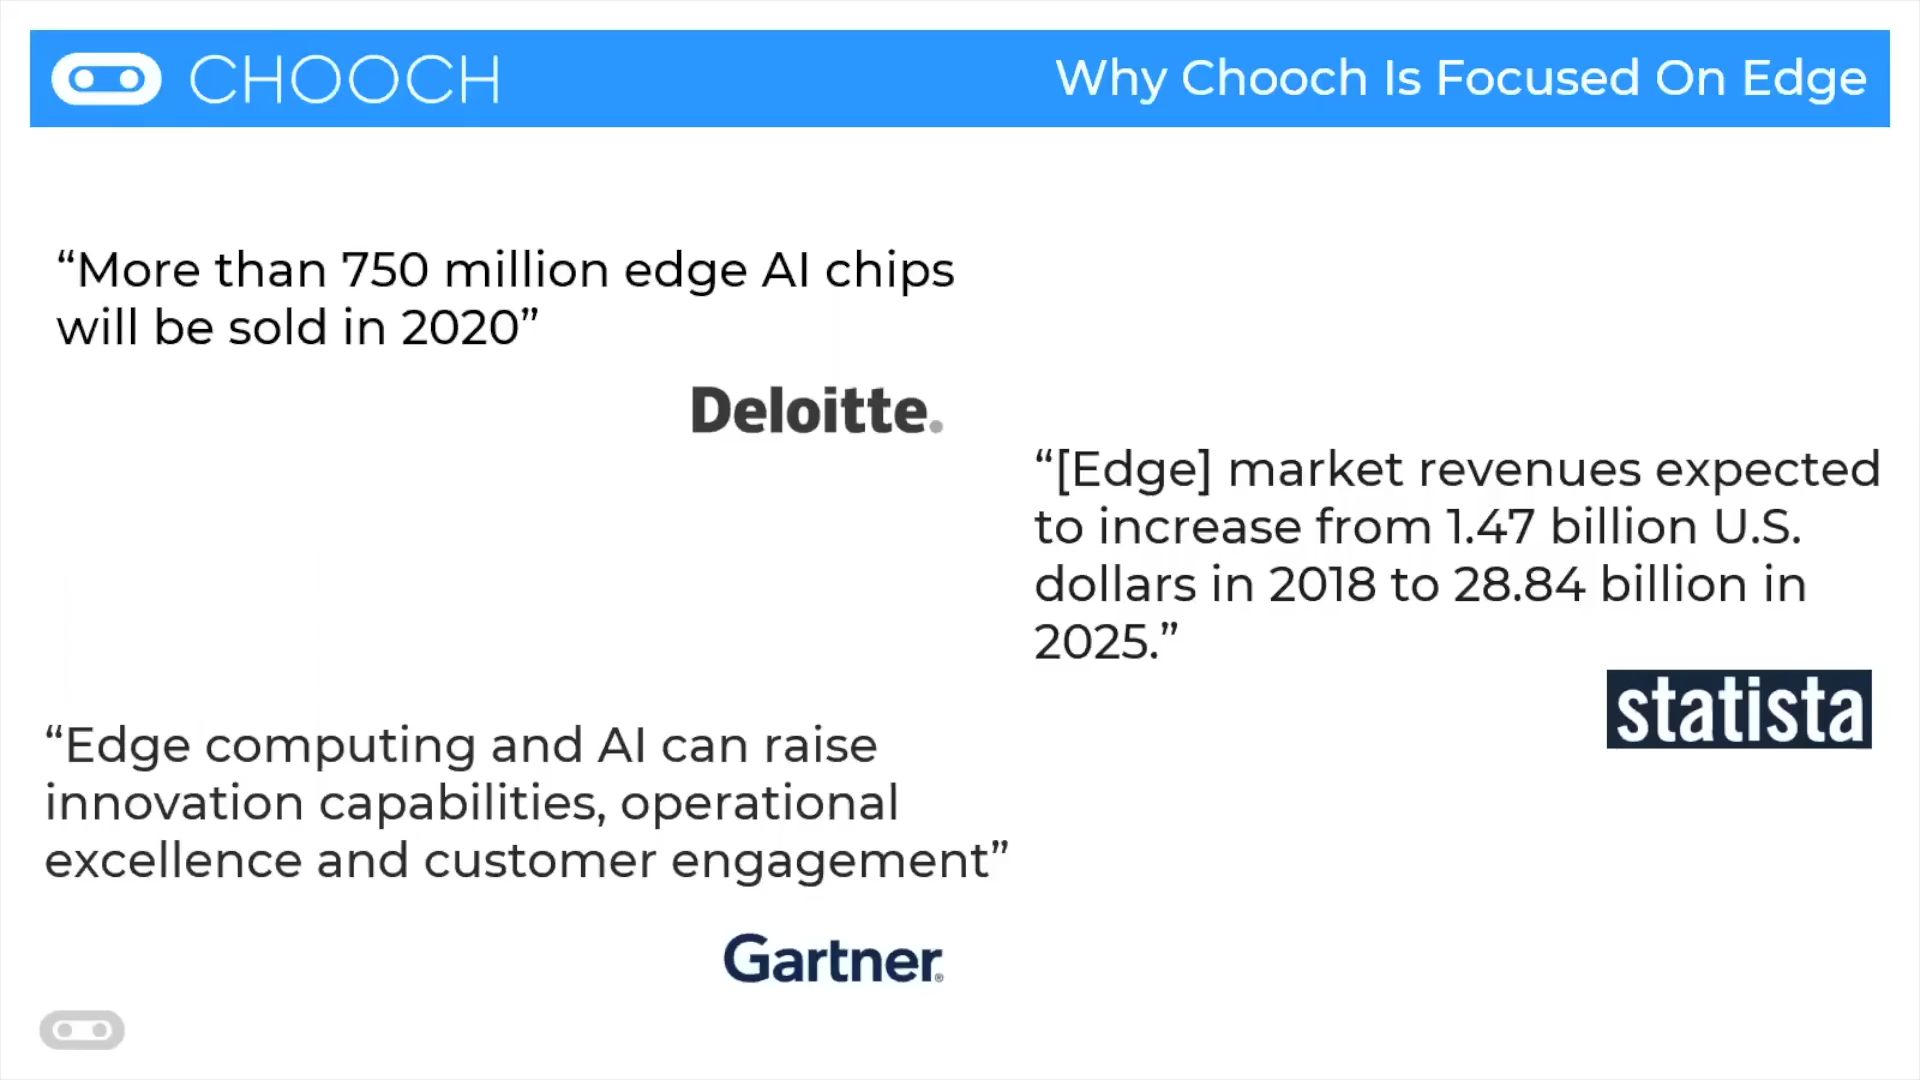 CHOOCH
Why Chooch Is Focused On Edge
“More than 750 million edge AI chips
will be sold in 2020”
Deloitte.
“[Edge] market revenues expected
to increase from 1.47 billion U.S.
dollars in 2018 to 28.84 billion in
2025.”
statista
“Edge computing and AI can raise
innovation capabilities, operational
excellence and customer engagement”
Gartner®